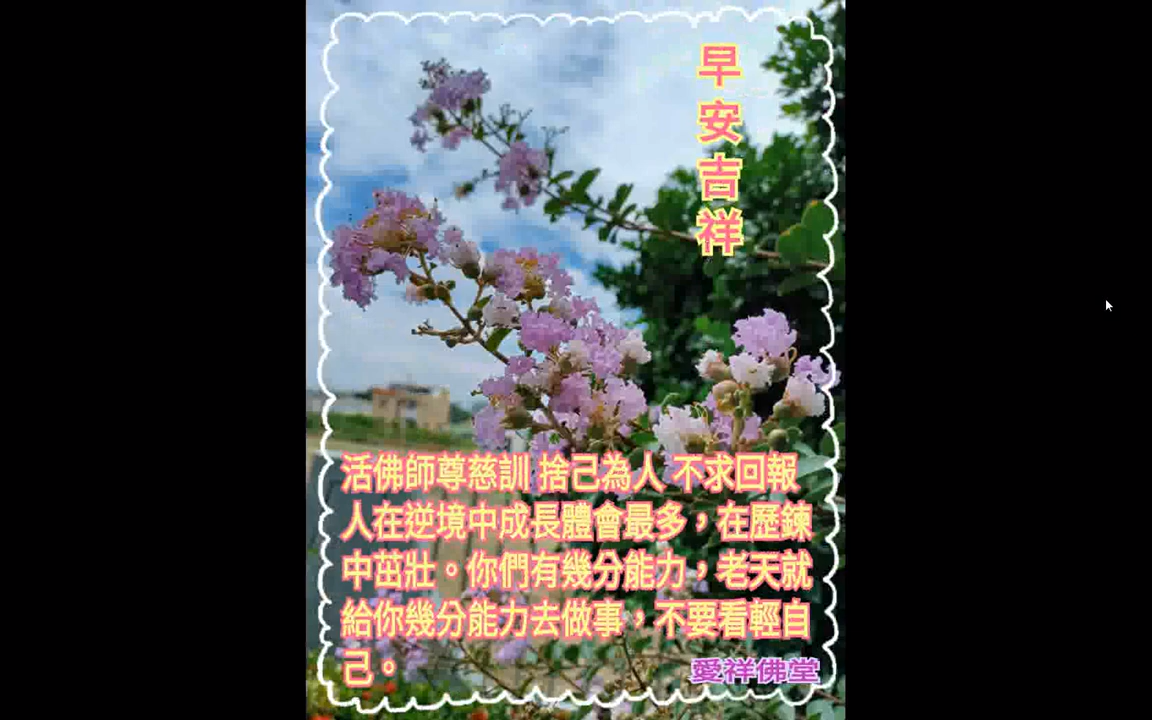 早安吉祥
活佛師尊慈訓 捨己為人 不求回報
人在逆境中成長體會最多，在歷鍊
中茁壯。你們有幾分能力，老天就
給你幾分能力去做事，不要看輕自
己。
愛祥佛堂